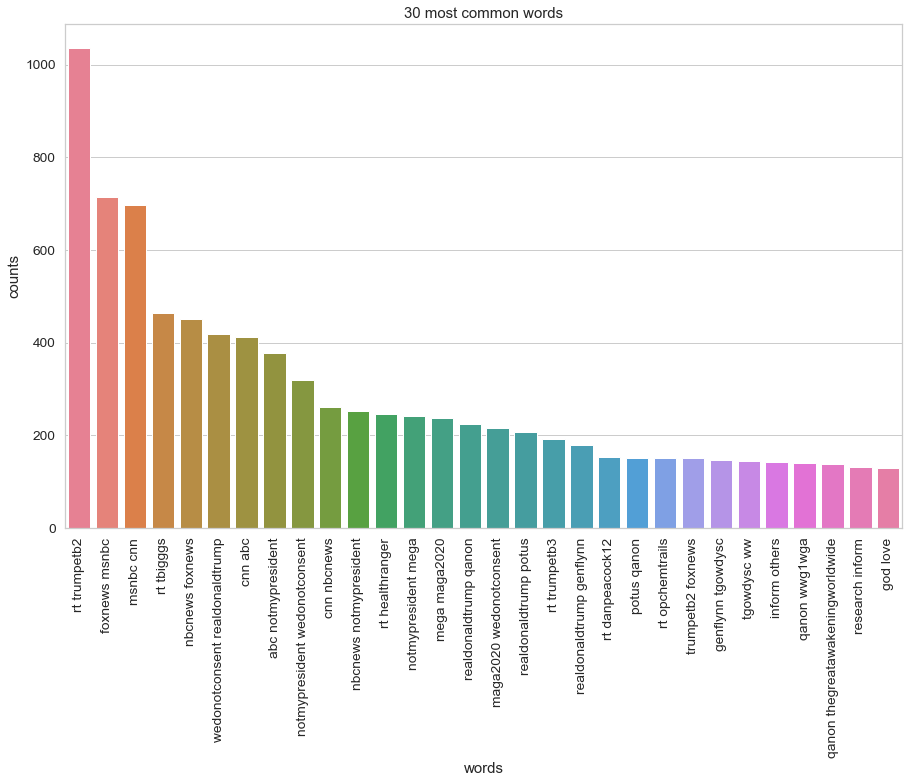 30 most common words
1000
800
600
400
200
0
counts
rt trumpetb2
foxnews msnbc
msnbc cnn
rt tbigggs
nbcnews foxnews
wedonotconsent realdonaldtrump
cnn abc
abc notmypresident
notmypresident wedonotconsent
cnn nbcnews
nbcnews notmypresident
rt healthranger
notmypresident mega
mega maga2020
realdonaldtrump qanon
maga2020 wedonotconsent
realdonaldtrump potus
rt trumpetb3
realdonaldtrump genflynn
rt danpeacock12
potus qanon
rt opchemtrails
trumpetb2 foxnews
genflynn tgowdysc
tgowdysc ww
inform others
qanon wwg1wga
qanon thegreatawakeningworldwide
research inform
god love
words